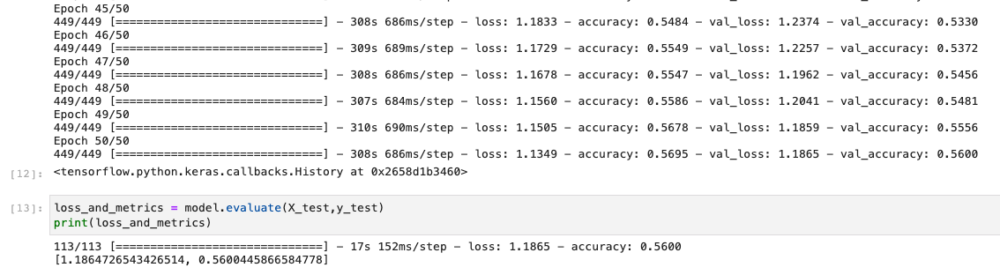 Epoch 45/50
449/449 [==============================] - 308s 686ms/step - loss: 1.1833 - accuracy: 0.5484 - val_loss: 1.2374 - val_accuracy: 0.5330
Epoch 46/50
449/449 [==============================] - 309s 689ms/step - loss: 1.1729 - accuracy: 0.5549 - val_loss: 1.2257 - val_accuracy: 0.5372
Epoch 47/50
449/449 [==============================] - 308s 686ms/step - loss: 1.1678 - accuracy: 0.5547 - val_loss: 1.1962 - val_accuracy: 0.5456
Epoch 48/50
449/449 [==============================] - 307s 684ms/step - loss: 1.1560 - accuracy: 0.5586 - val_loss: 1.2041 - val_accuracy: 0.5481
Epoch 49/50
449/449 [==============================] - 310s 690ms/step - loss: 1.1505 - accuracy: 0.5678 - val_loss: 1.1859 - val_accuracy: 0.5556
Epoch 50/50
449/449 [==============================] - 308s 686ms/step - loss: 1.1349 - accuracy: 0.5695 - val_loss: 1.1865 - val_accuracy: 0.5600
[12]: <tensorflow.python.keras.callbacks.History at 0x2658d1b3460>
[13]: loss_and_metrics = model.evaluate(X_test,y_test)
print(loss_and_metrics)
113/113 [==============================] - 17s 152ms/step - loss: 1.1865 - accuracy: 0.5600
[1.1864726543426514, 0.5600445866584778]